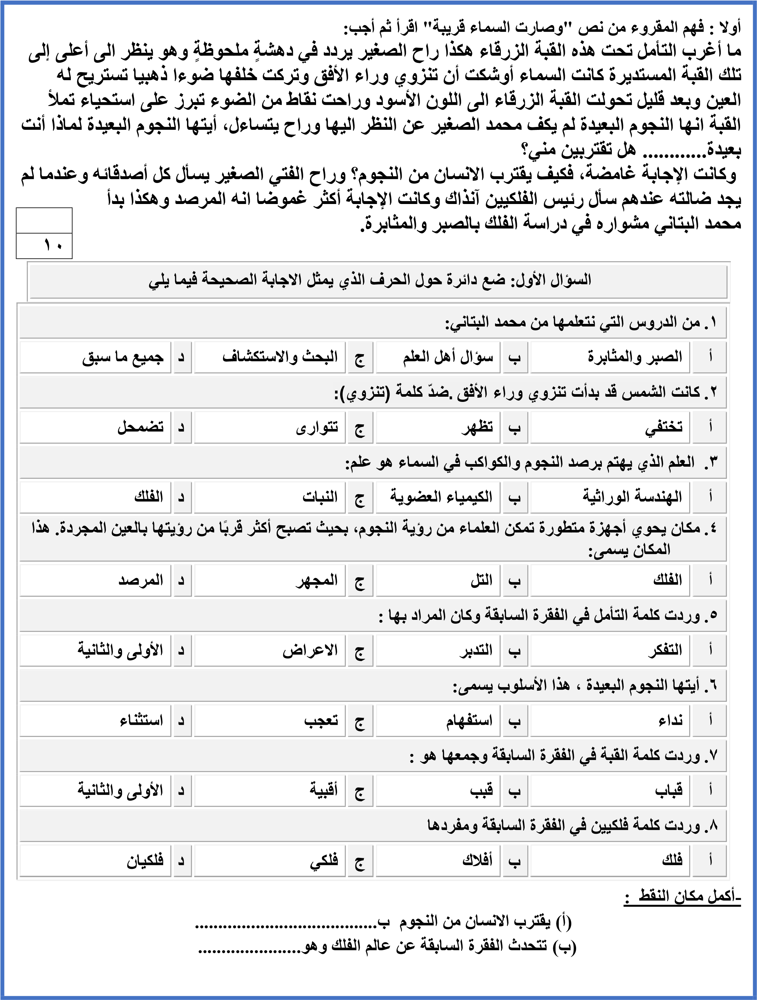 أولا : فهم المقروء من نص "وصارت السماء قريبة" اقرأ ثم أجب:
ما أغرب التأمل تحت هذه القبة الزرقاء هكذا راح الصغير يردد في دهشةٍ ملحوظةٍ وهو ينظر الى أعلى إلى
تلك القبة المستديرة كانت السماء أوشكت أن تنزوي وراء الأفق وتركت خلفها ضوءا ذهبيا تستريح له
العين وبعد قليل تحولت القبة الزرقاء الى اللون الأسود وراحت نقاط من الضوء تبرز على استحياء تملأ
القبة انها النجوم البعيدة لم يكف محمد الصغير عن النظر اليها وراح يتساءل، أيتها النجوم البعيدة لماذا أنت
بعيدة............ هل تقتربين مني؟
وكانت الإجابة غامضة، فكيف يقترب الانسان من النجوم؟ وراح الفتي الصغير يسأل كل أصدقائه وعندما لم
يجد ضالته عندهم سأل رئيس الفلكيين آنذاك وكانت الإجابة أكثر غموضا انه المرصد وهكذا بدأ
محمد البتاني مشواره في دراسة الفلك بالصبر والمثابرة.
١٠
السؤال الأول: ضع دائرة حول الحرف الذي يمثل الاجابة الصحيحة فيما يلي
١. من الدروس التي نتعلمها من محمد البتاني:
أ الصبر والمثابرة ب سؤال أهل العلم ج البحث والاستكشاف د جميع ما سبق
٢. كانت الشمس قد بدأت تنزوي وراء الأفق .ضدّ كلمة (تنزوي):
أ تختفي ب تظهر ج تتوارى د تضمحل
٣. العلم الذي يهتم برصد النجوم والكواكب في السماء هو علم:
أ الهندسة الوراثية ب الكيمياء العضوية ج النبات د الفلك
٤. مكان يحوي أجهزة متطورة تمكن العلماء من رؤية النجوم، بحيث تصبح أكثر قربًا من رؤيتها بالعين المجردة. هذا
المكان يسمى:
أ الفلك ب التل ج المجهر د المرصد
٥. وردت كلمة التأمل في الفقرة السابقة وكان المراد بها :
أ التفكر ب التدبر ج الاعراض د الأولى والثانية
٦. أيتها النجوم البعيدة ، هذا الأسلوب يسمى:
أ نداء ب استفهام ج تعجب د استثناء
٧. وردت كلمة القبة في الفقرة السابقة وجمعها هو :
أ قباب ب قبب ج أقبية د الأولى والثانية
٨. وردت كلمة فلكيين في الفقرة السابقة ومفردها
أ فلك ب أفلاك ج فلكي د فلكيان
-أكمل مكان النقط :
(أ) يقترب الانسان من النجوم ب.......................................
(ب) تتحدث الفقرة السابقة عن عالم الفلك وهو......................